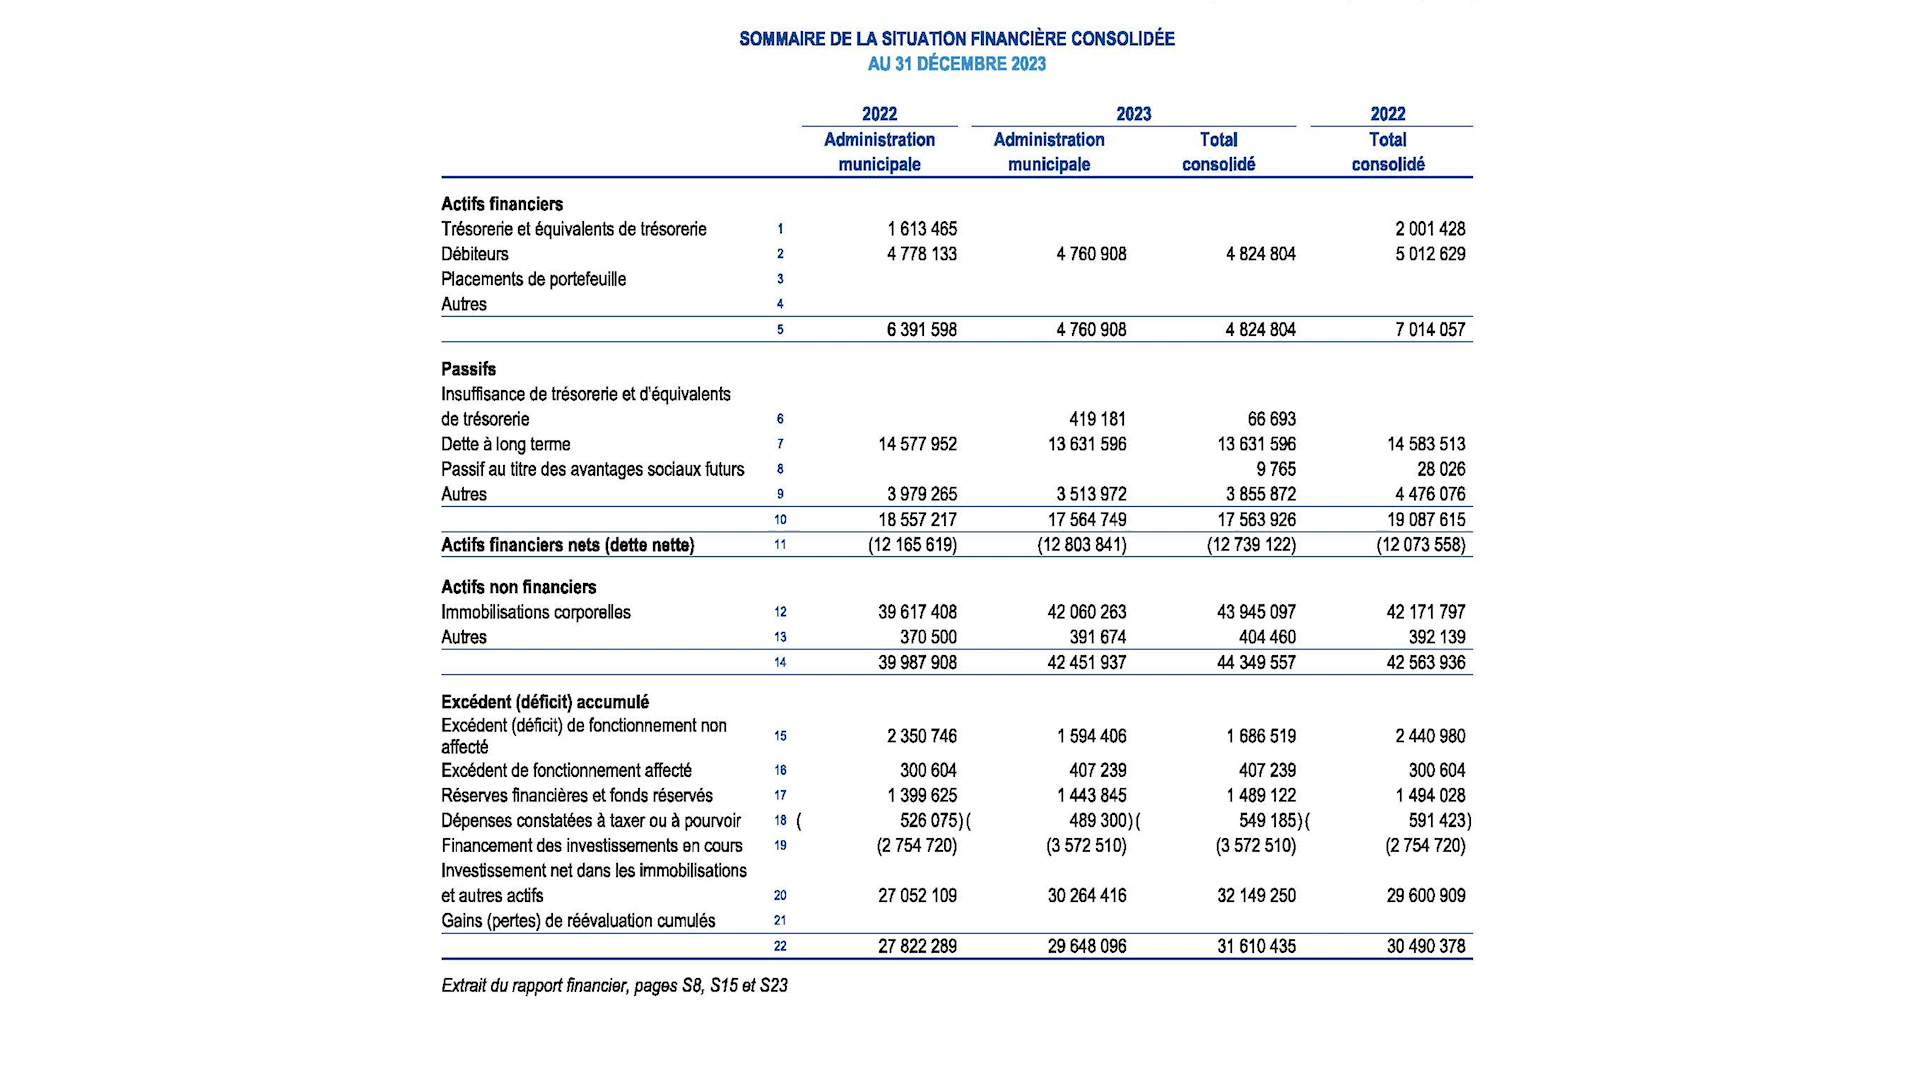 SOMMAIRE DE LA SITUATION FINANCIÈRE CONSOLIDÉE
AU 31 DÉCEMBRE 2023
2022 2023 2022
Administration Administration Total Total
municipale municipale consolidé consolidé
Actifs financiers
Trésorerie et équivalents de trésorerie 1 1 613 465 2 001 428
Débiteurs 2 4 778 133 4 760 908 4 824 804 5 012 629
Placements de portefeuille 3
Autres 4
5 6 391 598 4 760 908 4 824 804 7 014 057
Passifs
Insuffisance de trésorerie et d'équivalents
de trésorerie 6 419 181 66 693
Dette à long terme 7 14 577 952 13 631 596 13 631 596 14 583 513
Passif au titre des avantages sociaux futurs 8 9 765 28 026
Autres 9 3 979 265 3 513 972 3 855 872 4 476 076
10 18 557 217 17 564 749 17 563 926 19 087 615
Actifs financiers nets (dette nette) 11 (12 165 619) (12 803 841) (12 739 122) (12 073 558)
Actifs non financiers
Immobilisations corporelles 12 39 617 408 42 060 263 43 945 097 42 171 797
Autres 13 370 500 391 674 404 460 392 139
14 39 987 908 42 451 937 44 349 557 42 563 936
Excédent (déficit) accumulé
Excédent (déficit) de fonctionnement non
affecté 15 2 350 746 1 594 406 1 686 519 2 440 980
Excédent de fonctionnement affecté 16 300 604 407 239 407 239 300 604
Réserves financières et fonds réservés 17 1 399 625 1 443 845 1 489 122 1 494 028
Dépenses constatées à taxer ou à pourvoir 18 ( 526 075) ( 489 300) ( 549 185) ( 591 423)
Financement des investissements en cours 19 (2 754 720) (3 572 510) (3 572 510) (2 754 720)
Investissement net dans les immobilisations
et autres actifs 20 27 052 109 30 264 416 32 149 250 29 600 909
Gains (pertes) de réévaluation cumulés 21
22 27 822 289 29 648 096 31 610 435 30 490 378
Extrait du rapport financier, pages S8, S15 et S23